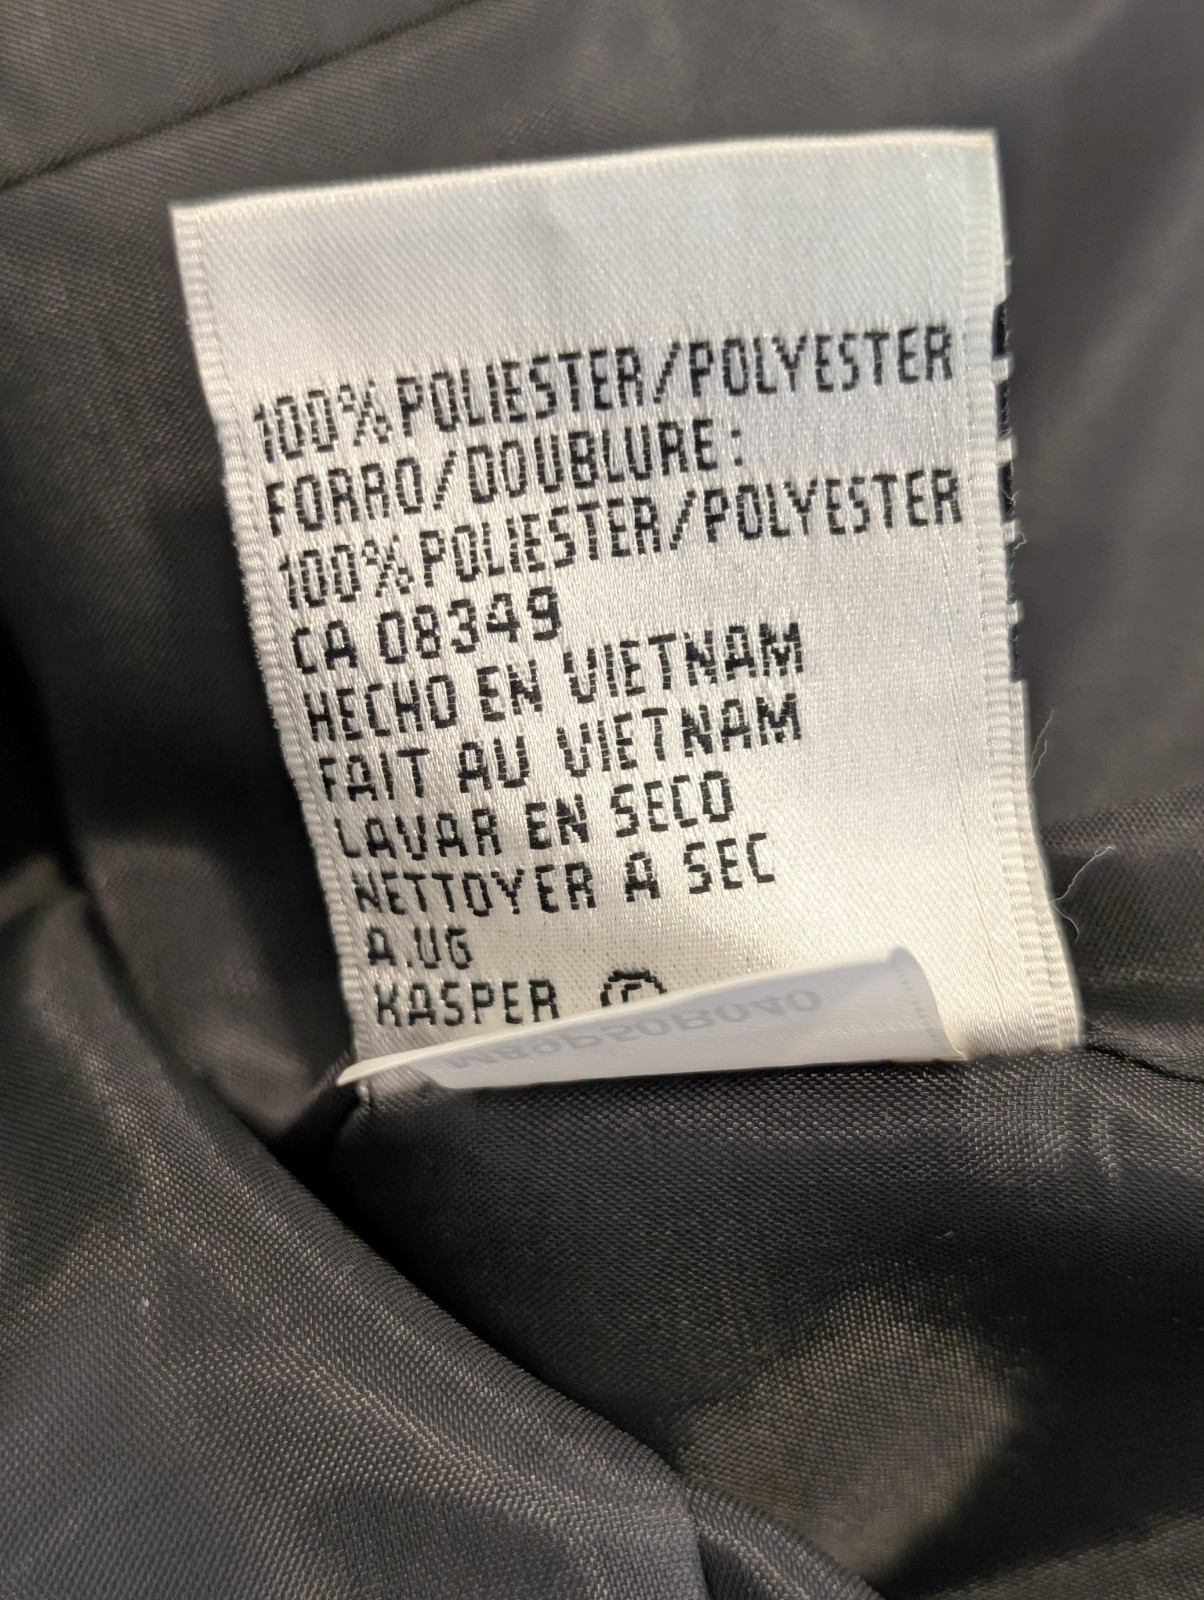 100% POLIESTER/POLYESTER
FORRO/DOUBLURE:
100% POLIESTER/POLYESTER
CA 08349
HECHO EN VIETNAM
FAIT AU VIETNAM
LAVAR EN SECO
NETTOYER A SEC
A.UG
KASPER ©